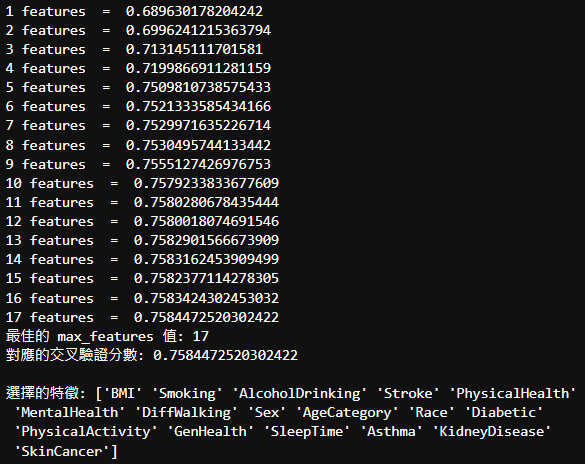 1 features  =  0.689630178204242
2 features  =  0.6996241215363794
3 features  =  0.713145111701581
4 features  =  0.7199866911281159
5 features  =  0.7509810738575433
6 features  =  0.7521333585434166
7 features  =  0.7529971635226714
8 features  =  0.7530495744133442
9 features  =  0.7555127426976753
10 features  =  0.7579233833677609
11 features  =  0.7580280678435444
12 features  =  0.7580018074691546
13 features  =  0.7582901566673909
14 features  =  0.7583162453909499
15 features  =  0.7582377114278305
16 features  =  0.7583424302453032
17 features  =  0.7584472520302422
最佳的 max_features 值: 17
對應的交叉驗證分數: 0.7584472520302422
選擇的特徵: ['BMI' 'Smoking' 'AlcoholDrinking' 'Stroke' 'PhysicalHealth'
'MentalHealth' 'DiffWalking' 'Sex' 'AgeCategory' 'Race' 'Diabetic'
'PhysicalActivity' 'GenHealth' 'SleepTime' 'Asthma' 'KidneyDisease'
'SkinCancer']